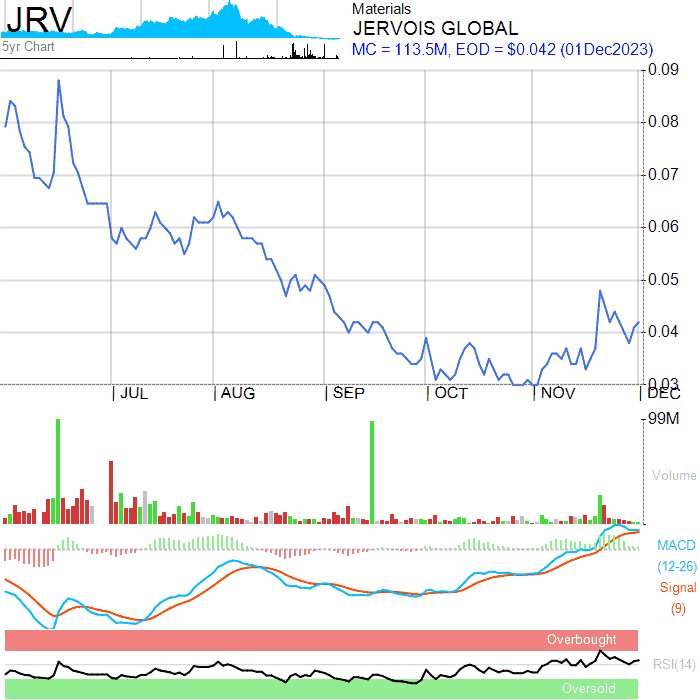 JRV
Materials
JERVOIS GLOBAL
5yr Chart
MC = 113.5M, EOD = $0.042 (01Dec2023)
0.09
0.08
0.07
0.06
0.05
0.04
0.03
JUL
AUG
SEP
OCT
NOV
DEC
99M
Volume
MACD
(12-26)
Signal
(9)
Overbought
RSI(14)
Oversold